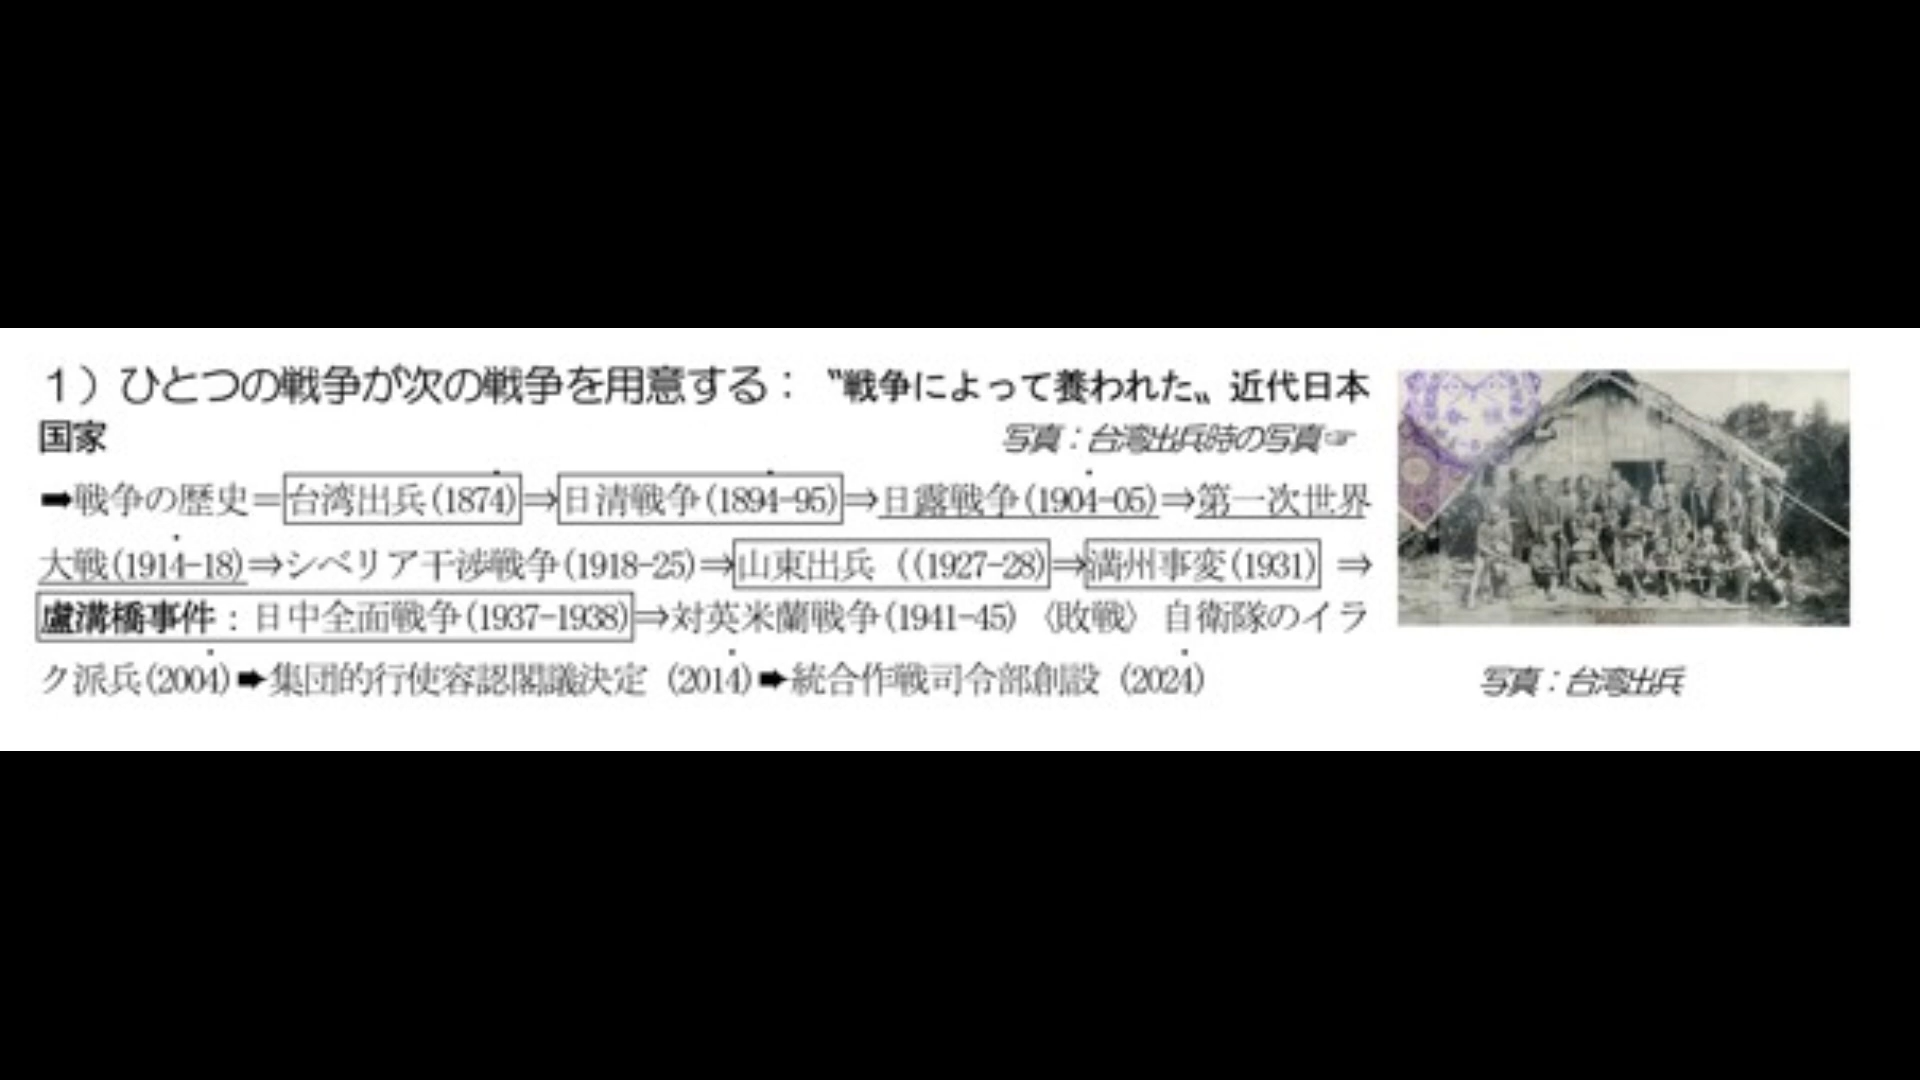 １）ひとつの戦争が次の戦争を用意する：〝戦争によって養われた〟近代日本
国家
写真：台湾出兵時の写真☞
➡戦争の歴史＝台湾出兵(1874)⇒日清戦争(1894-95)⇒日露戦争(1904-05)⇒第一次世界
大戦(1914-18)⇒シベリア干渉戦争(1918-25)⇒山東出兵（(1927-28)⇒満州事変(1931) ⇒
盧溝橋事件：日中全面戦争(1937-1938)⇒対英米蘭戦争(1941-45)〈敗戦〉自衛隊のイラ
ク派兵(2004)➡集団的行使容認閣議決定（2014)➡統合作戦司令部創設（2024)
写真：台湾出兵